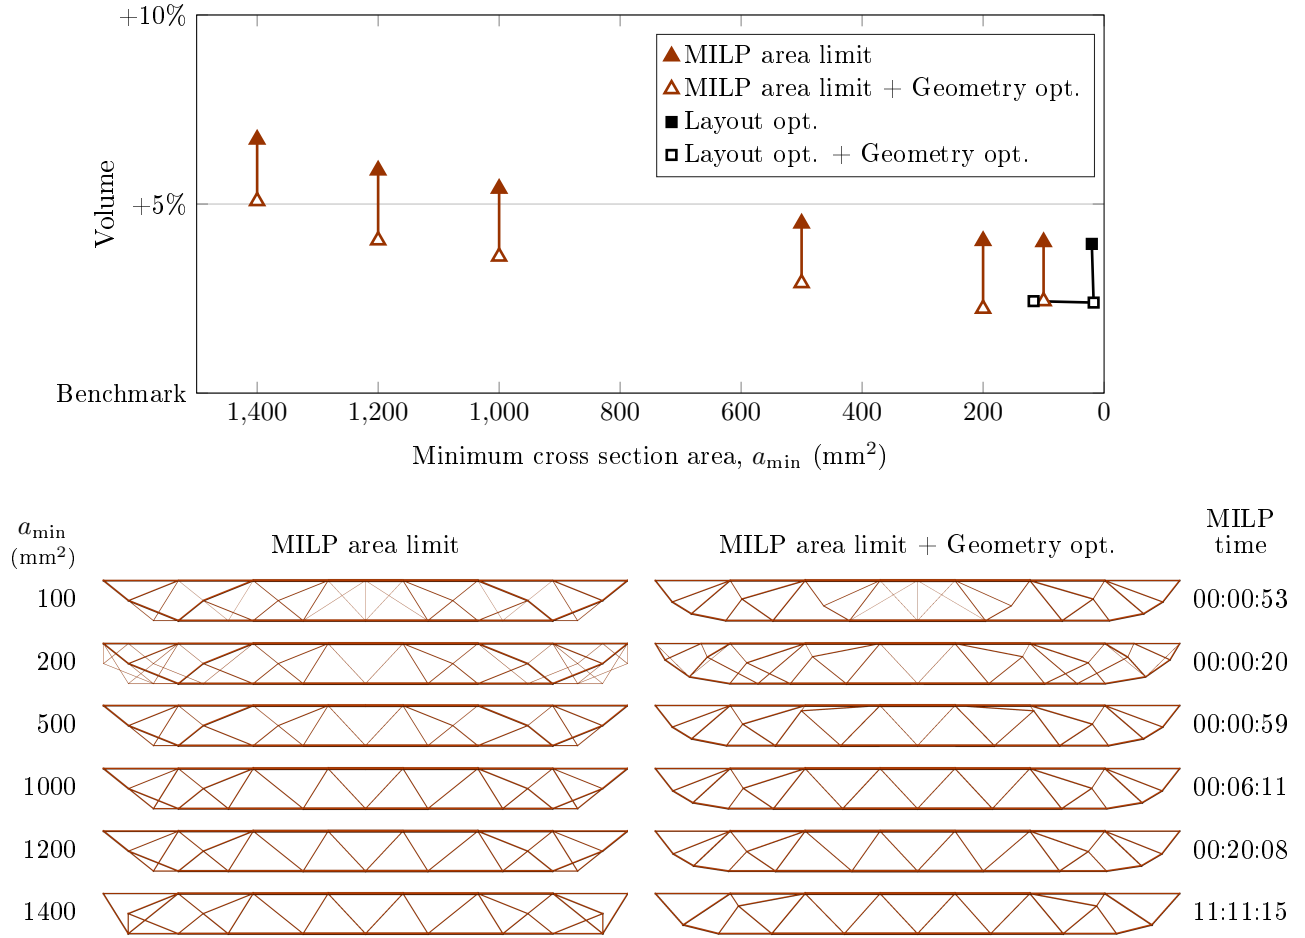 +10%
MILP area limit
MILP area limit + Geometry opt.
Layout opt.
Layout opt. + Geometry opt.
Volume
+5%
Benchmark
1,400 1,200 1,000 800 600 400 200 0
Minimum cross section area, a_min (mm²)
a_min
(mm²)
MILP area limit
MILP area limit + Geometry opt.
MILP
time
100 00:00:53
200 00:00:20
500 00:00:59
1000 00:06:11
1200 00:20:08
1400 11:11:15